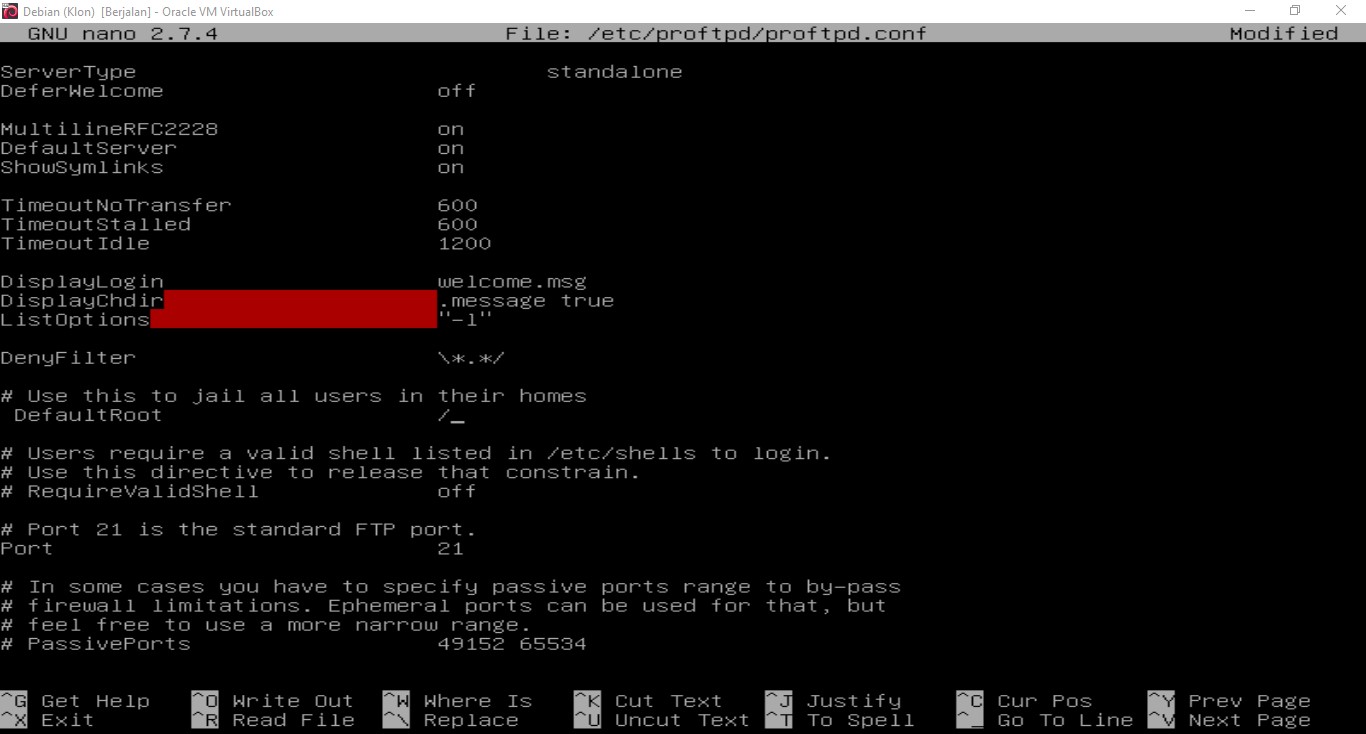 Debian (Klon) [Berjalan] - Oracle VM VirtualBox
GNU nano 2.7.4 File: /etc/proftpd/proftpd.conf Modified
ServerType standalone
DeferWelcome off
MultilineRFC2228 on
DefaultServer on
ShowSymlinks on
TimeoutNoTransfer 600
TimeoutStalled 600
TimeoutIdle 1200
DisplayLogin welcome.msg
DisplayChdir .message true
ListOptions "-l"
DenyFilter \*.*/
# Use this to jail all users in their homes
DefaultRoot /_
# Users require a valid shell listed in /etc/shells to login.
# Use this directive to release that constrain.
# RequireValidShell off
# Port 21 is the standard FTP port.
Port 21
# In some cases you have to specify passive ports range to by-pass
# firewall limitations. Ephemeral ports can be used for that, but
# feel free to use a more narrow range.
# PassivePorts 49152 65534
^G Get Help ^O Write Out ^W Where Is ^K Cut Text ^J Justify ^C Cur Pos ^Y Prev Page
^X Exit ^R Read File ^\ Replace ^U Uncut Text ^T To Spell ^_ Go To Line ^V Next Page